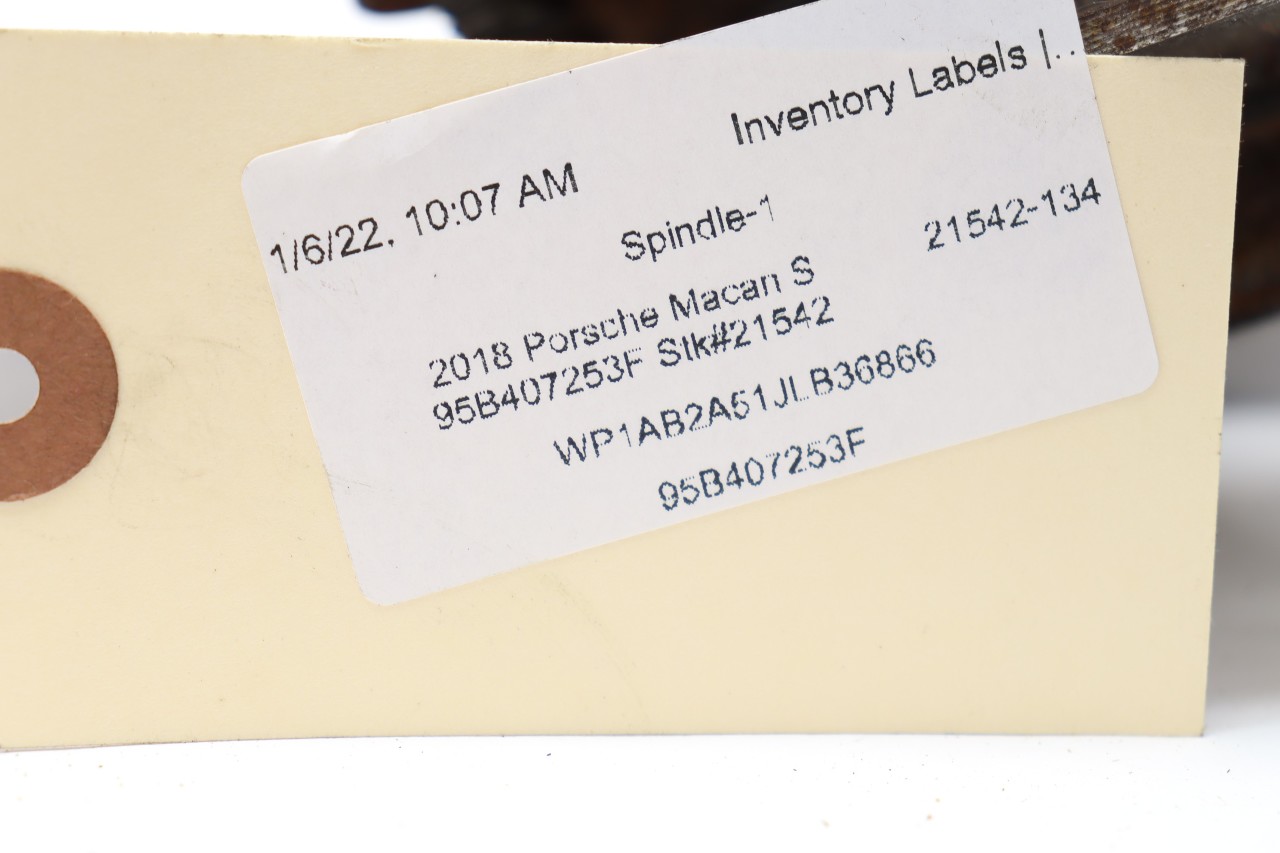 1/6/22, 10:07 AM
Inventory Labels |..
Spindle-1
21542-134
2018 Porsche Macan S
95B407253F Stk#21542
WP1AB2A51JLB36866
95B407253F